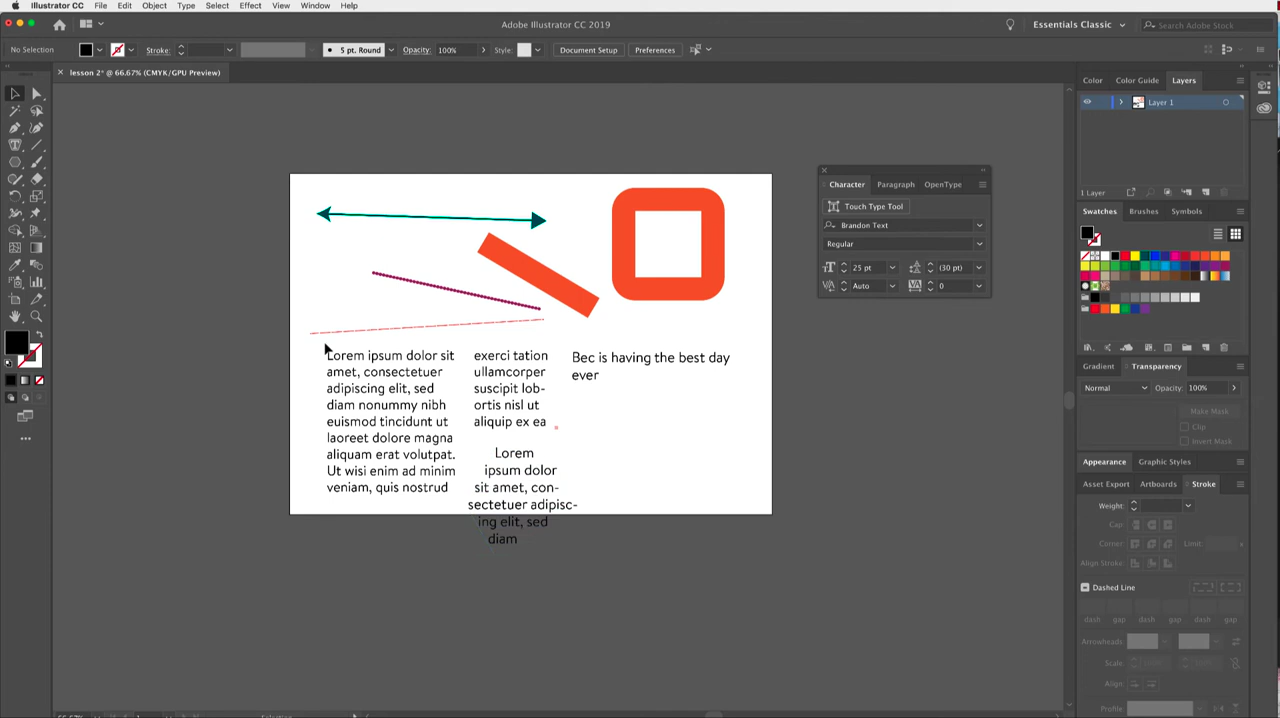 Illustrator CC File Edit Object Type Select Effect View Window Help
Adobe Illustrator CC 2019
Essentials Classic
Search Adobe Stock
No Selection
Stroke:
5 pt. Round
Opacity: 100%
Style:
Document Setup
Preferences
lesson 2* @ 66.67% (CMYK/GPU Preview)
Color Color Guide Layers
Layer 1
1 Layer
Character Paragraph OpenType
Touch Type Tool
Brandon Text
Regular
25 pt
(30 pt)
Auto
0
Swatches Brushes Symbols
Lorem ipsum dolor sit
amet, consectetuer
adipiscing elit, sed
diam nonummy nibh
euismod tincidunt ut
laoreet dolore magna
aliquam erat volutpat.
Ut wisi enim ad minim
veniam, quis nostrud
exerci tation
ullamcorper
suscipit lob-
ortis nisl ut
aliquip ex ea
Lorem
ipsum dolor
sit amet, con-
sectetuer adipisc-
ing elit, sed
diam
Bec is having the best day
ever
Gradient Transparency
Normal
Opacity: 100%
Make Mask
Clip
Invert Mask
Appearance Graphic Styles
Asset Export Artboards Stroke
Weight:
Cap:
Corner:
Limit:
Align Stroke:
Dashed Line
dash gap dash gap dash gap
Arrowheads:
Scale:
Align:
Profile:
66.67%
1
Selection